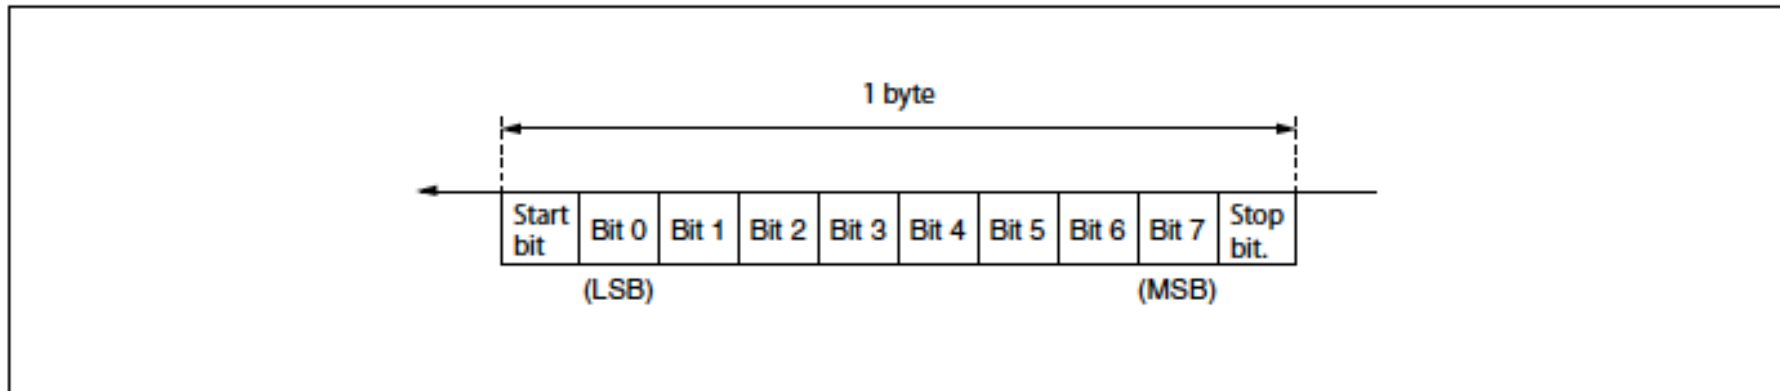 1 byte
Start bit Bit 0 Bit 1 Bit 2 Bit 3 Bit 4 Bit 5 Bit 6 Bit 7 Stop bit.
(LSB) (MSB)